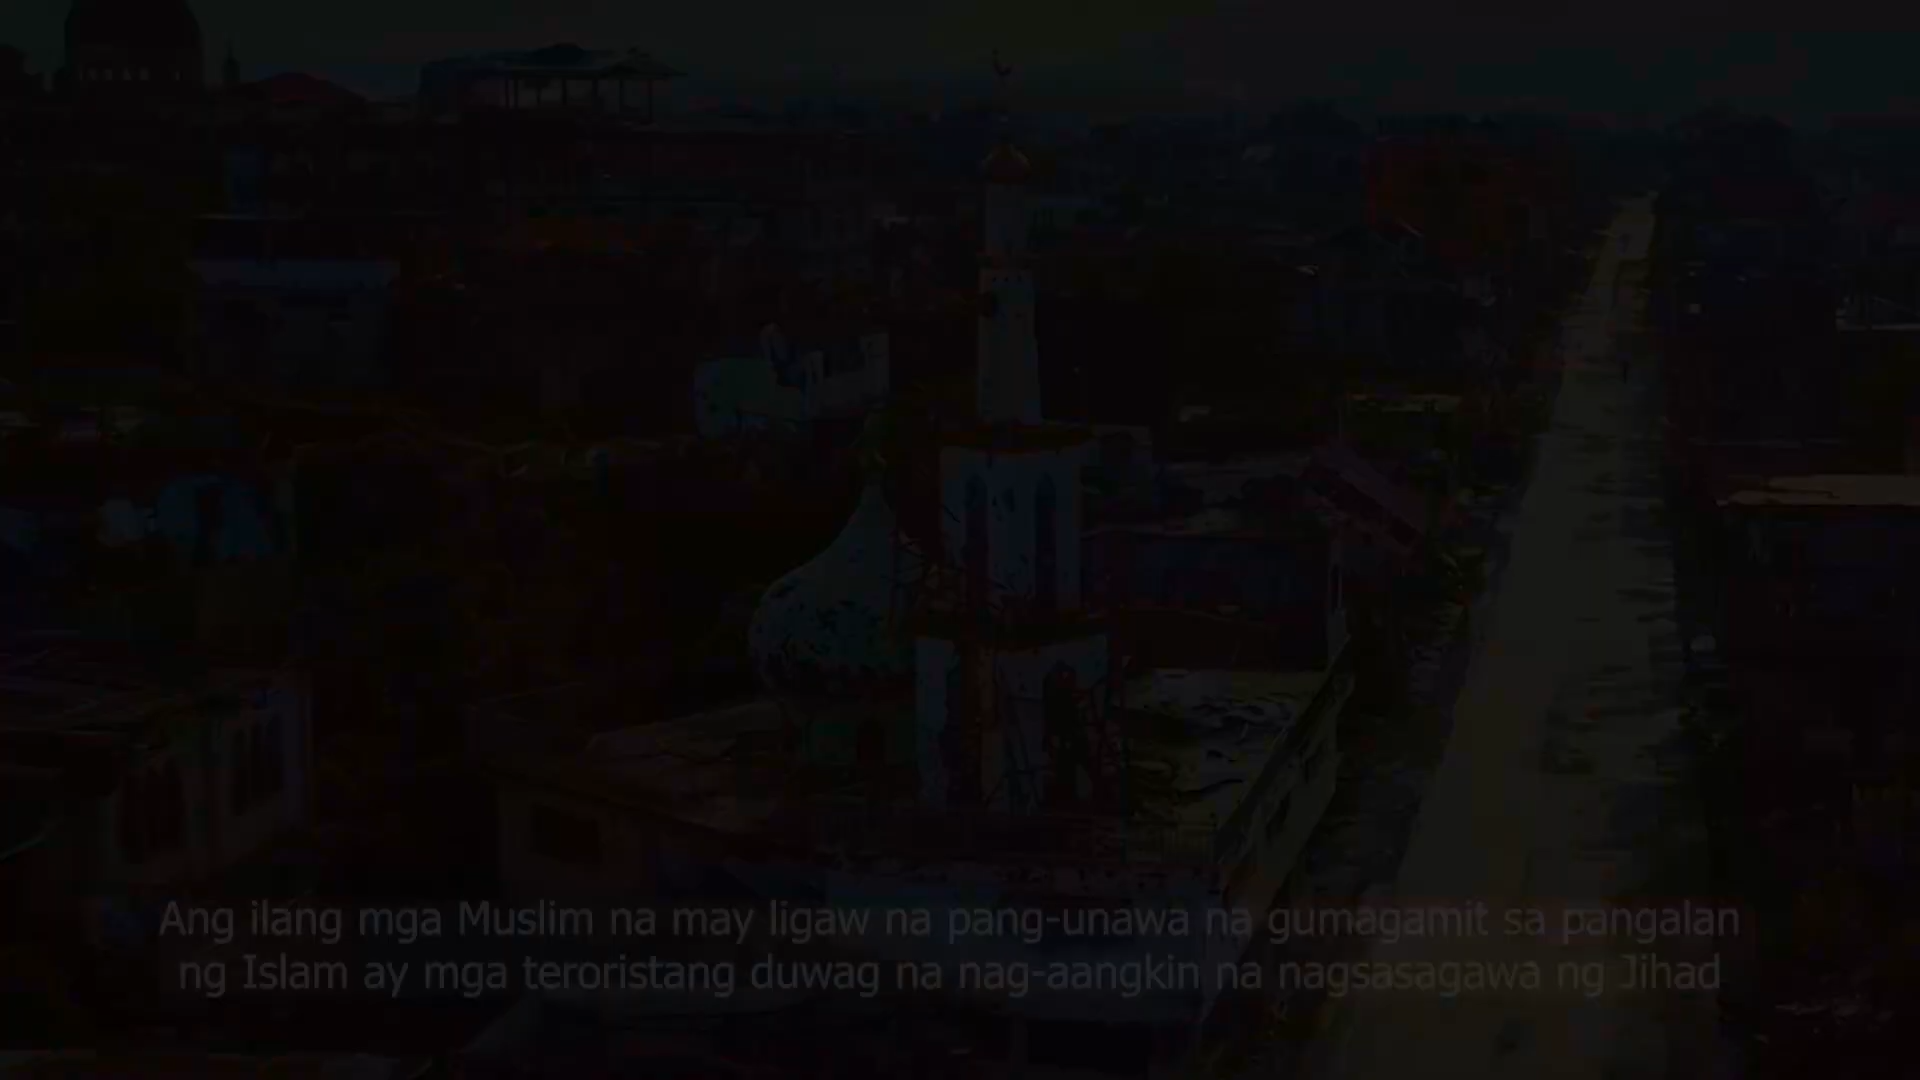 Ang ilang mga Muslim na may ligaw na pang-unawa na gumagamit sa pangalan
ng Islam ay mga teroristang duwag na nag-aangkin na nagsasagawa ng Jihad